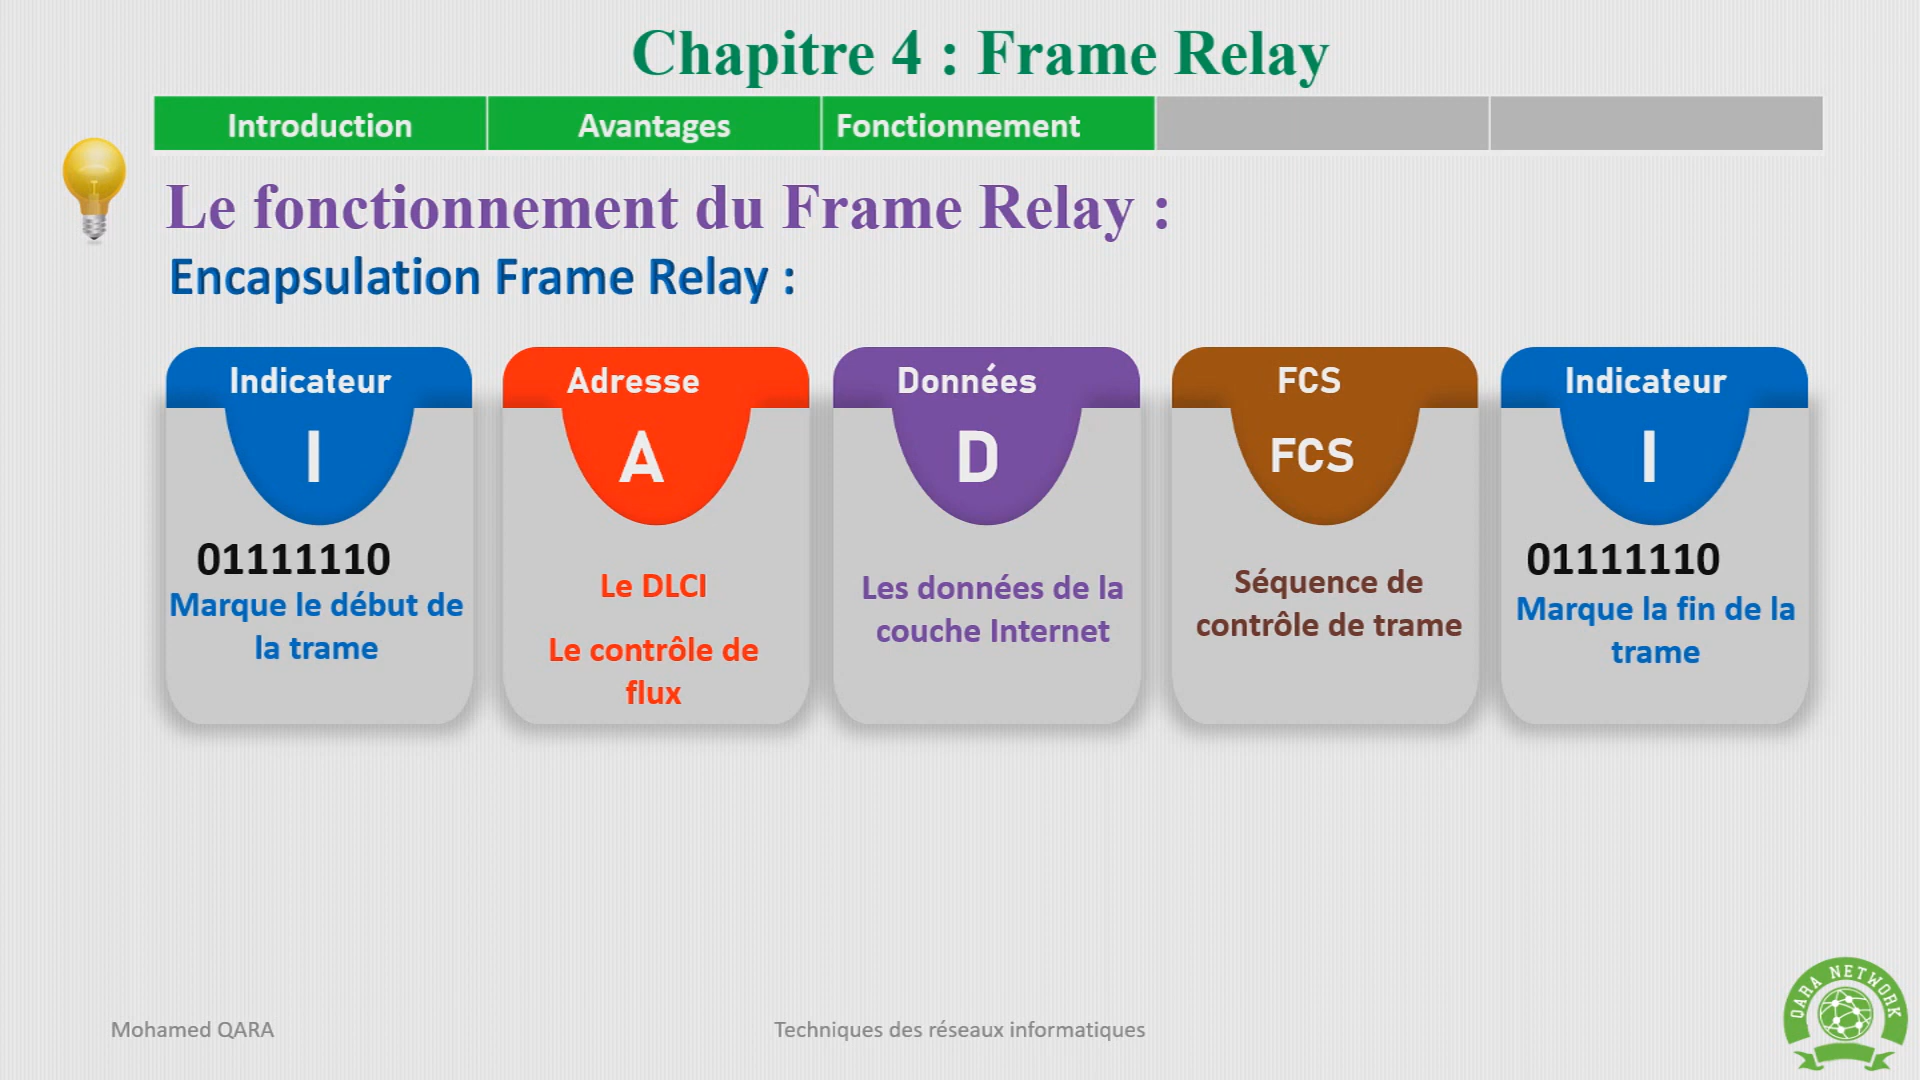 Chapitre 4 : Frame Relay
Introduction
Avantages
Fonctionnement
Le fonctionnement du Frame Relay :
Encapsulation Frame Relay :
Indicateur
I
01111110
Marque le début de
la trame
Adresse
A
Le DLCI
Le contrôle de
flux
Données
D
Les données de la
couche Internet
FCS
FCS
Séquence de
contrôle de trame
Indicateur
I
01111110
Marque la fin de la
trame
Mohamed QARA
Techniques des réseaux informatiques
QARA NETWORK